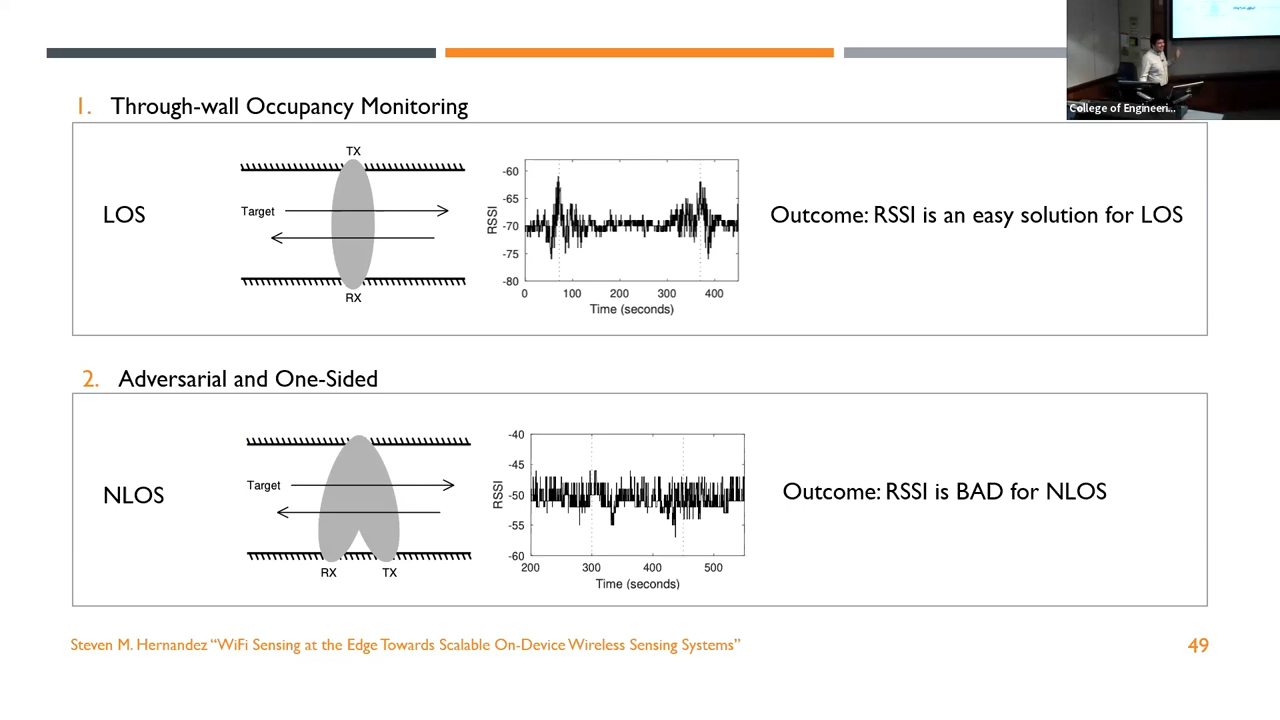 College of Engineeri...
1. Through-wall Occupancy Monitoring
LOS
TX
Target
RX
RSSI
-60
-65
-70
-75
-80
0 100 200 300 400
Time (seconds)
Outcome: RSSI is an easy solution for LOS
2. Adversarial and One-Sided
NLOS
Target
RX TX
RSSI
-40
-45
-50
-55
-60
200 300 400 500
Time (seconds)
Outcome: RSSI is BAD for NLOS
Steven M. Hernandez “WiFi Sensing at the Edge Towards Scalable On-Device Wireless Sensing Systems”
49